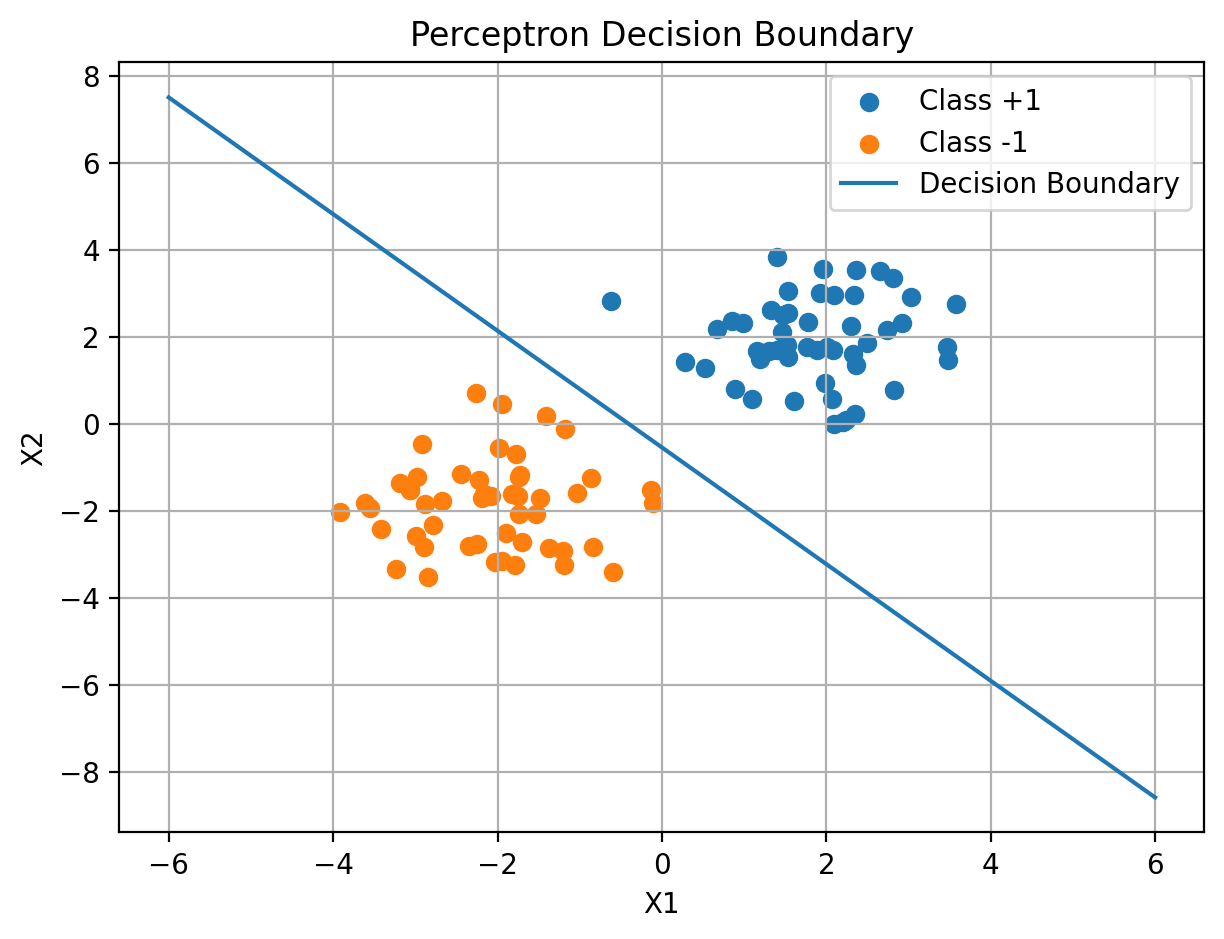 Perceptron Decision Boundary
Class +1
Class -1
Decision Boundary
8
6
4
2
0
−2
−4
−6
−8
X2
−6 −4 −2 0 2 4 6
X1